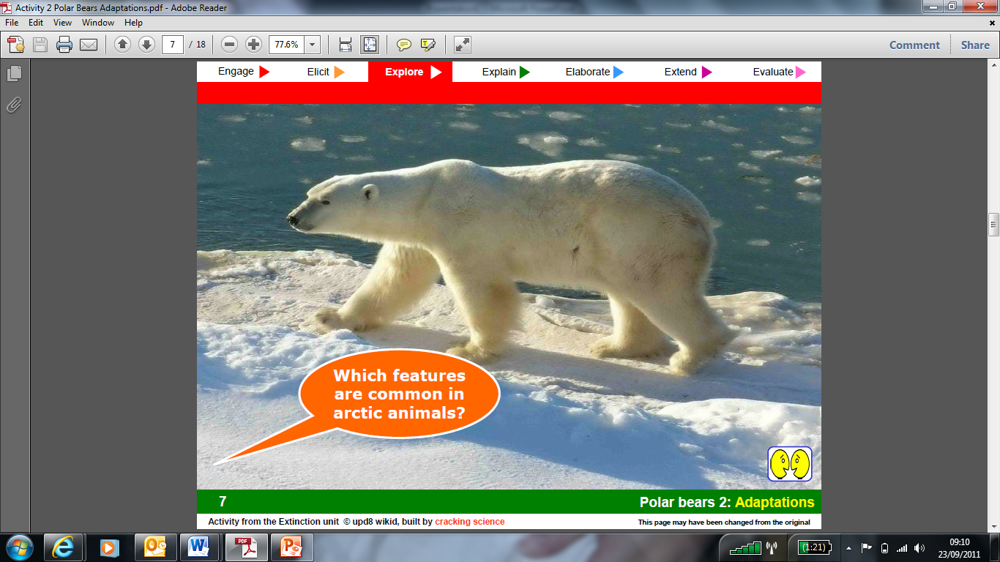 Activity 2 Polar Bears Adaptations.pdf - Adobe Reader
File Edit View Window Help
7 / 18 77.6% Comment Share
Engage Elicit Explore Explain Elaborate Extend Evaluate
Which features
are common in
arctic animals?
7 Polar bears 2: Adaptations
Activity from the Extinction unit © upd8 wikid, built by cracking science This page may have been changed from the original
PDF
(1:21)
09:10
23/09/2011